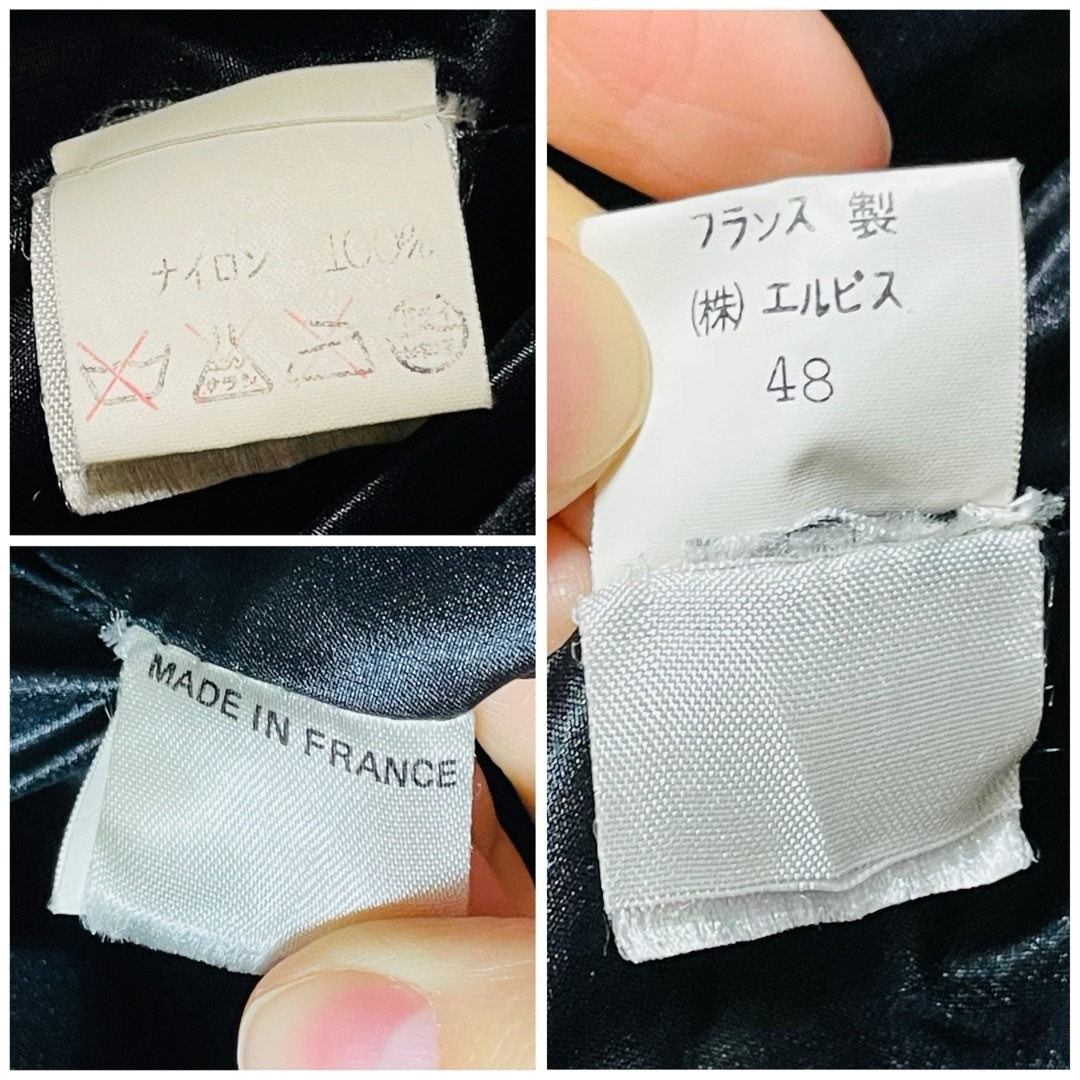 ナイロン 100%
MADE IN FRANCE
フランス 製
(株) エルピス
48